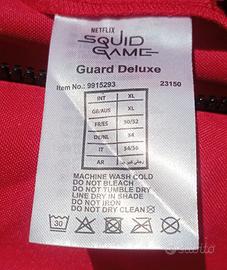 NETFLIX
SQUID
GAME
Guard Deluxe
Item No.: 9915293 23150
INT XL
GB/AUS XL
FR/ES 50/52
DE/NL 54
IT 54/56
AR
MACHINE WASH COLD
DO NOT BLEACH
DO NOT TUMBLE DRY
LINE DRY IN SHADE
DO NOT IRON
DO NOT DRY CLEAN
30
subito